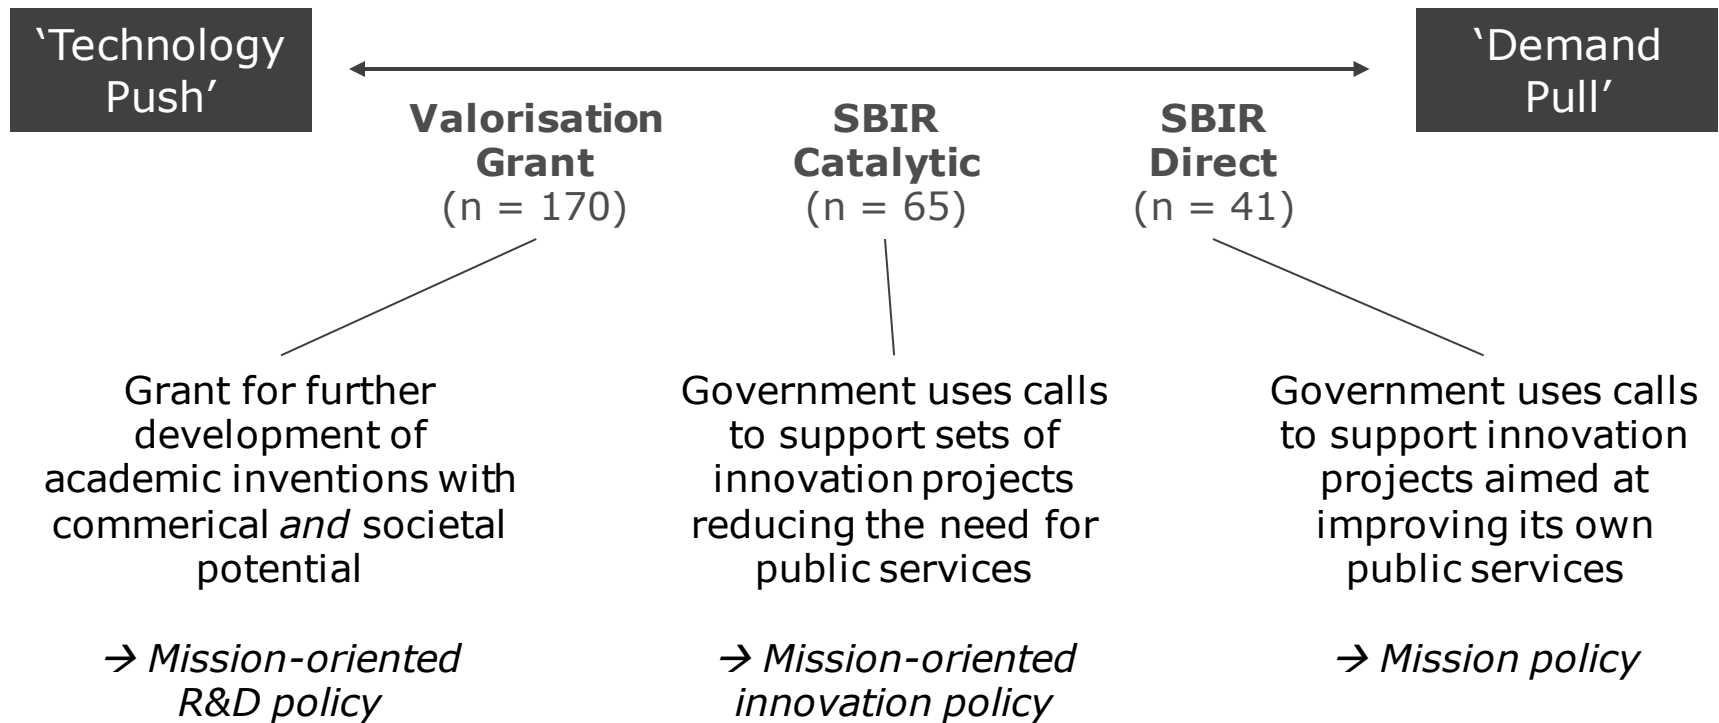 ‘Technology
Push’
‘Demand
Pull’
Valorisation
Grant
(n = 170)
SBIR
Catalytic
(n = 65)
SBIR
Direct
(n = 41)
Grant for further
development of
academic inventions with
commerical and societal
potential
→ Mission-oriented
R&D policy
Government uses calls
to support sets of
innovation projects
reducing the need for
public services
→ Mission-oriented
innovation policy
Government uses calls
to support innovation
projects aimed at
improving its own
public services
→ Mission policy